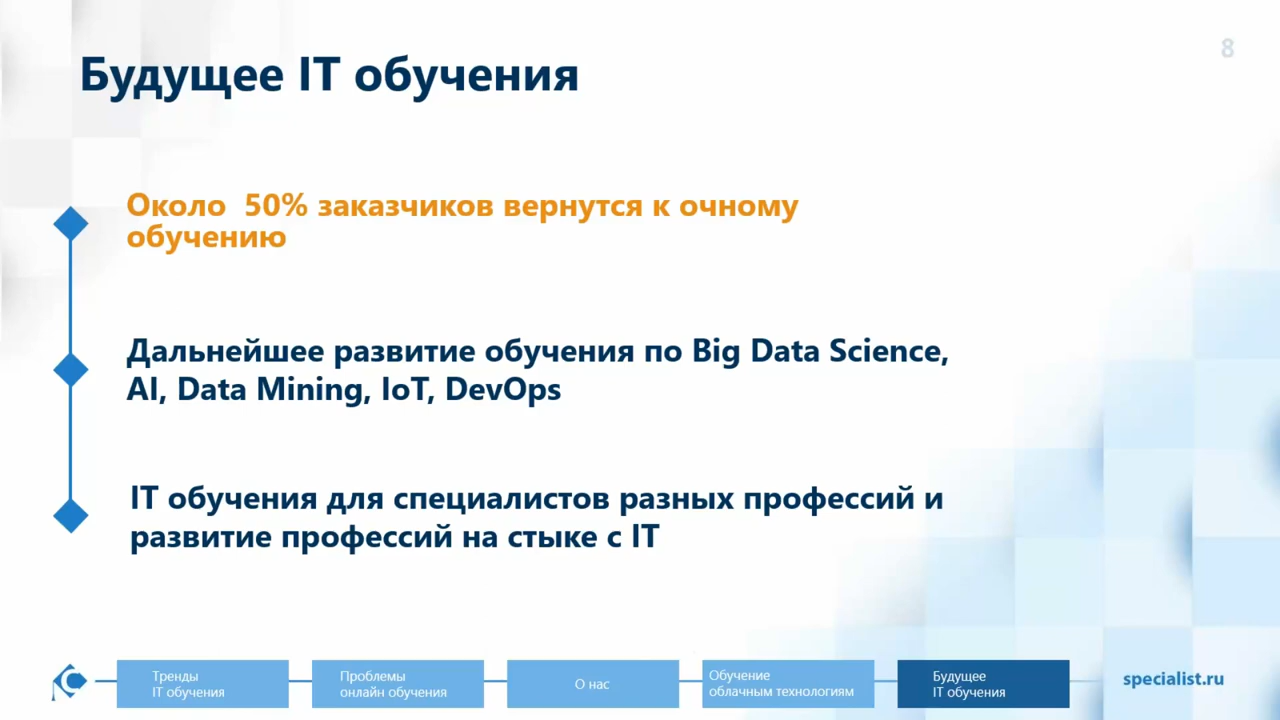 8
Будущее IT обучения
Около  50% заказчиков вернутся к очному
обучению
Дальнейшее развитие обучения по Big Data Science,
AI, Data Mining, IoT, DevOps
IT обучения для специалистов разных профессий и
развитие профессий на стыке с IT
Тренды
IT обучения
Проблемы
онлайн обучения
О нас
Обучение
облачным технологиям
Будущее
IT обучения
specialist.ru